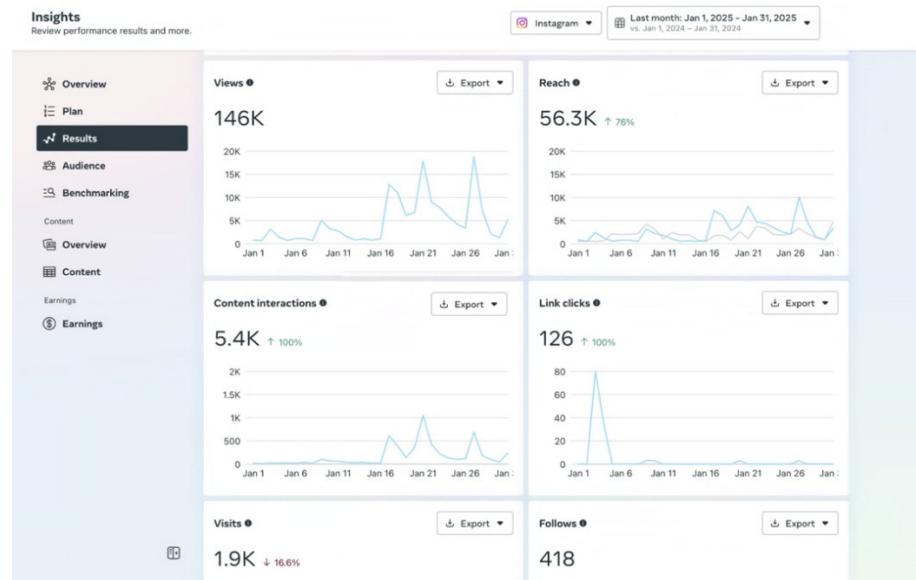 Insights
Review performance results and more.
Instagram
Last month: Jan 1, 2025 – Jan 31, 2025
vs. Jan 1, 2024 – Jan 31, 2024
Overview
Plan
Results
Audience
Benchmarking
Content
Overview
Content
Earnings
Earnings
Views
Export
146K
20K
15K
10K
5K
0
Jan 1 Jan 6 Jan 11 Jan 16 Jan 21 Jan 26 Jan
Reach
Export
56.3K ↑ 76%
20K
15K
10K
5K
0
Jan 1 Jan 6 Jan 11 Jan 16 Jan 21 Jan 26 Jan
Content interactions
Export
5.4K ↑ 100%
2K
1.5K
1K
500
0
Jan 1 Jan 6 Jan 11 Jan 16 Jan 21 Jan 26 Jan
Link clicks
Export
126 ↑ 100%
80
60
40
20
0
Jan 1 Jan 6 Jan 11 Jan 16 Jan 21 Jan 26 Jan
Visits
Export
1.9K ↓ 16.6%
Follows
Export
418